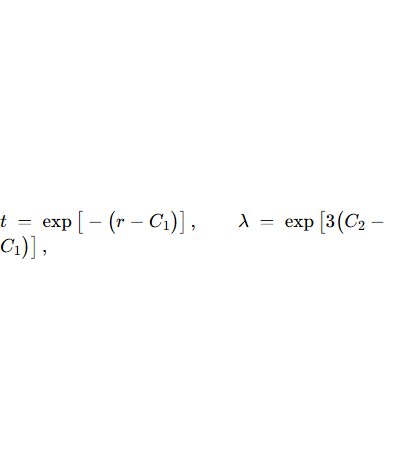 t = exp [ − (r − C₁)] ,  λ = exp [3(C₂ −
C₁)] ,